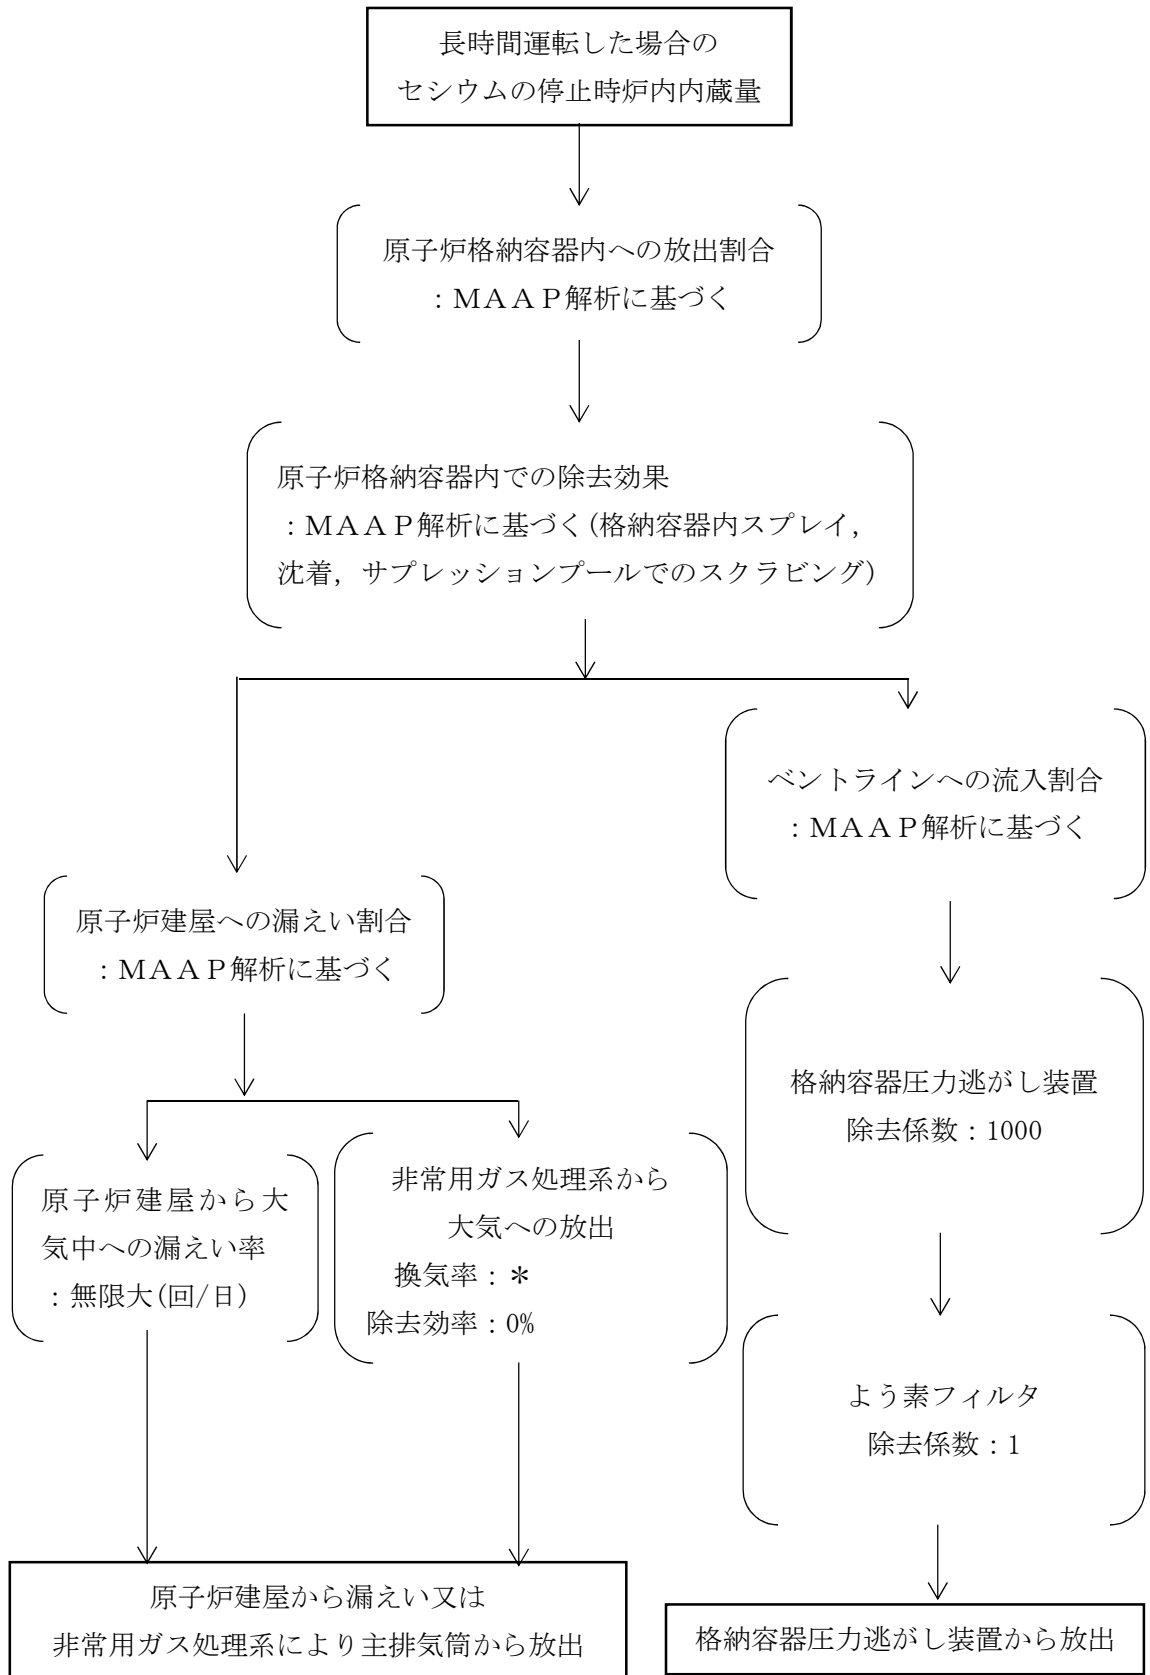 長時間運転した場合の
セシウムの停止時炉内内蔵量
原子炉格納容器内への放出割合
：ＭＡＡＰ解析に基づく
原子炉格納容器内での除去効果
：ＭＡＡＰ解析に基づく(格納容器内スプレイ，
沈着，サプレッションプールでのスクラビング)
ベントラインへの流入割合
：ＭＡＡＰ解析に基づく
原子炉建屋への漏えい割合
：ＭＡＡＰ解析に基づく
格納容器圧力逃がし装置
除去係数：1000
原子炉建屋から大
気中への漏えい率
：無限大(回/日)
非常用ガス処理系から
大気への放出
換気率：＊
除去効率：0%
よう素フィルタ
除去係数：1
原子炉建屋から漏えい又は
非常用ガス処理系により主排気筒から放出
格納容器圧力逃がし装置から放出